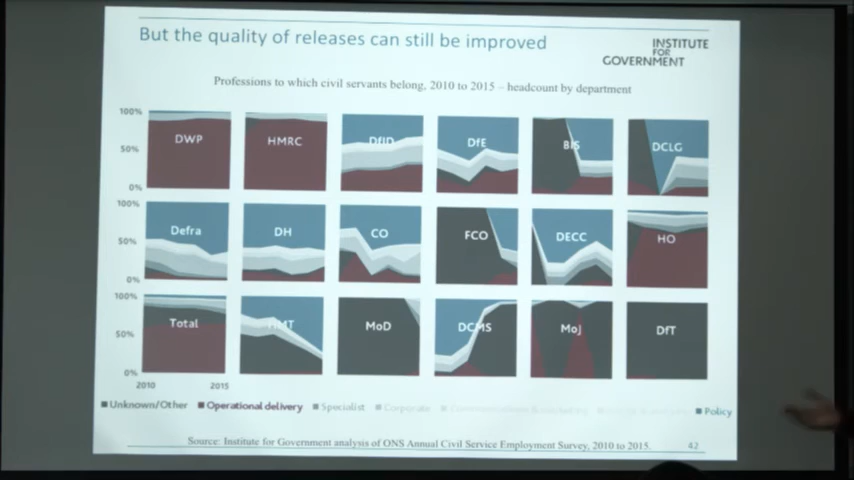 But the quality of releases can still be improved
INSTITUTE
FOR
GOVERNMENT
Professions to which civil servants belong, 2010 to 2015 – headcount by department
100%
50%
0%
DWP
HMRC
DfID
DfE
BIS
DCLG
100%
50%
0%
Defra
DH
CO
FCO
DECC
HO
100%
50%
0%
Total
HMT
MoD
DCMS
MoJ
DfT
2010
2015
Unknown/Other
Operational delivery
Specialist
Corporate
Policy
Source: Institute for Government analysis of ONS Annual Civil Service Employment Survey, 2010 to 2015.
42